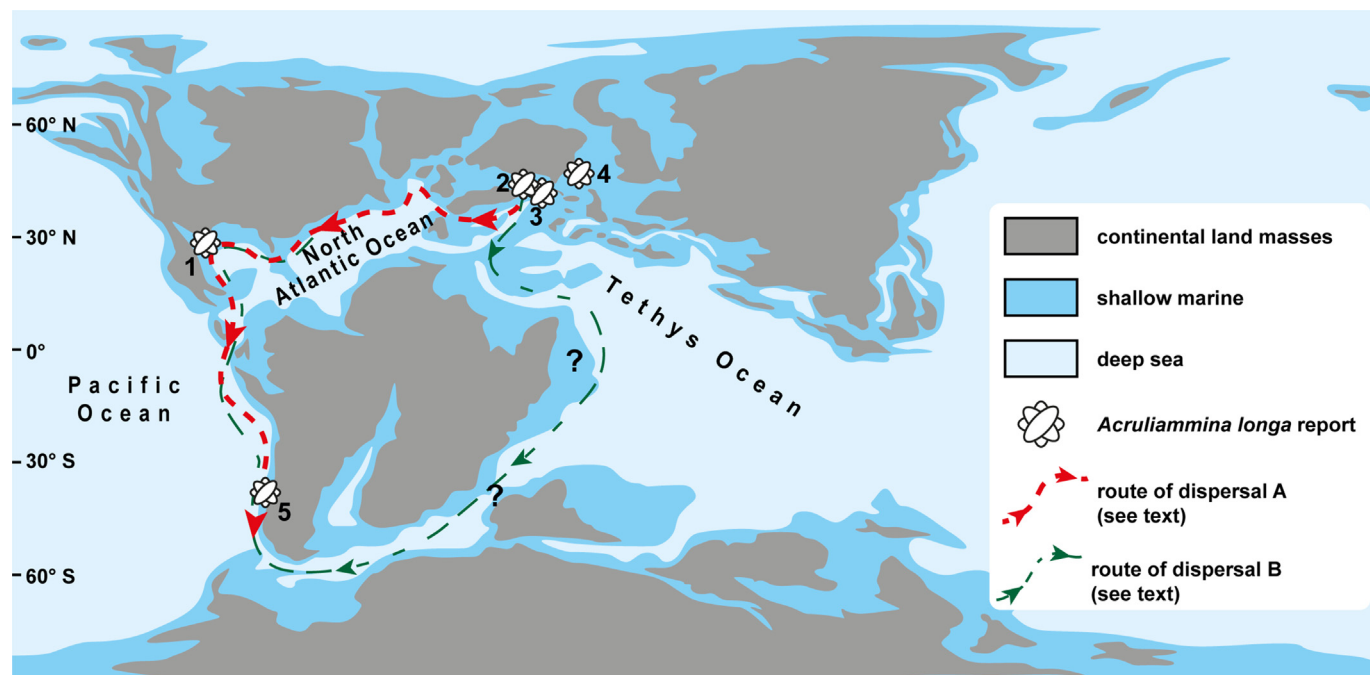 60° N
30° N
0°
30° S
60° S
1
2
3
4
5
North
Atlantic Ocean
Tethys Ocean
Pacific
Ocean
?
?
continental land masses
shallow marine
deep sea
Acruliammina longa report
route of dispersal A
(see text)
route of dispersal B
(see text)